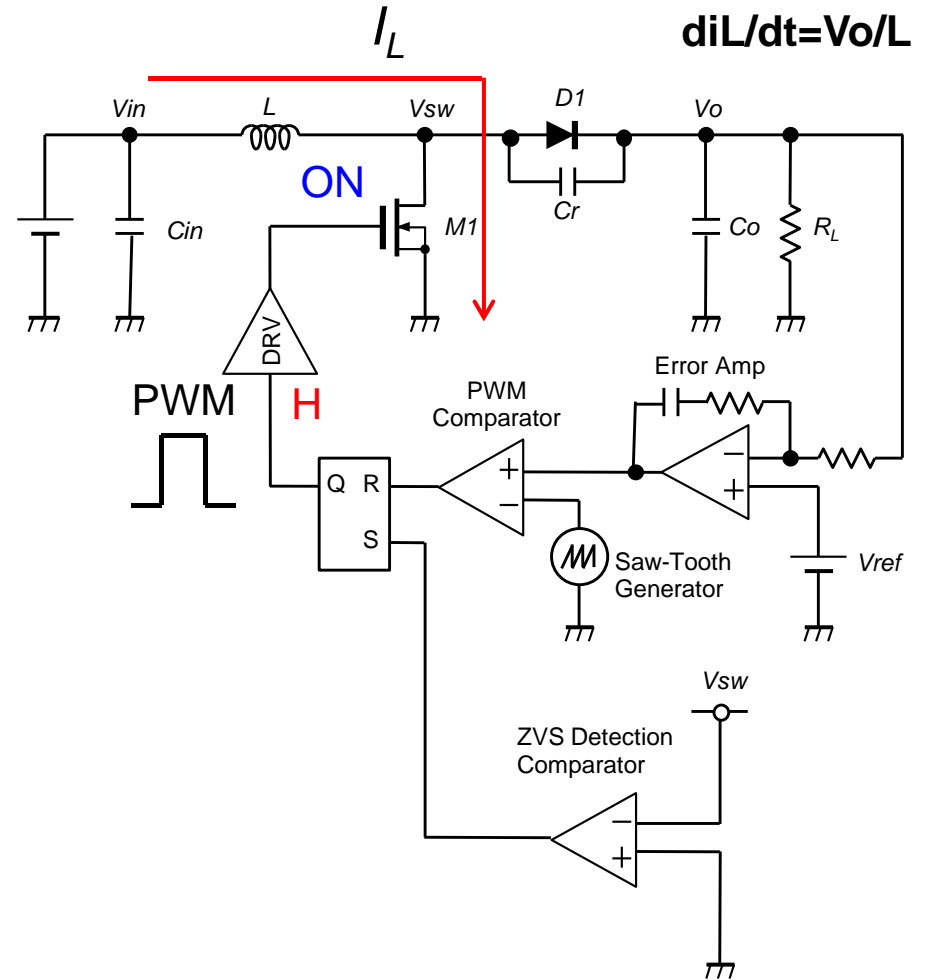 I_L
diL/dt=Vo/L
Vin
L
Vsw
D1
Vo
ON
Cr
Cin
M1
Co
R_L
DRV
Error Amp
PWM
H
PWM
Comparator
Q R
S
+
−
−
+
Saw-Tooth
Generator
Vref
Vsw
ZVS Detection
Comparator
−
+